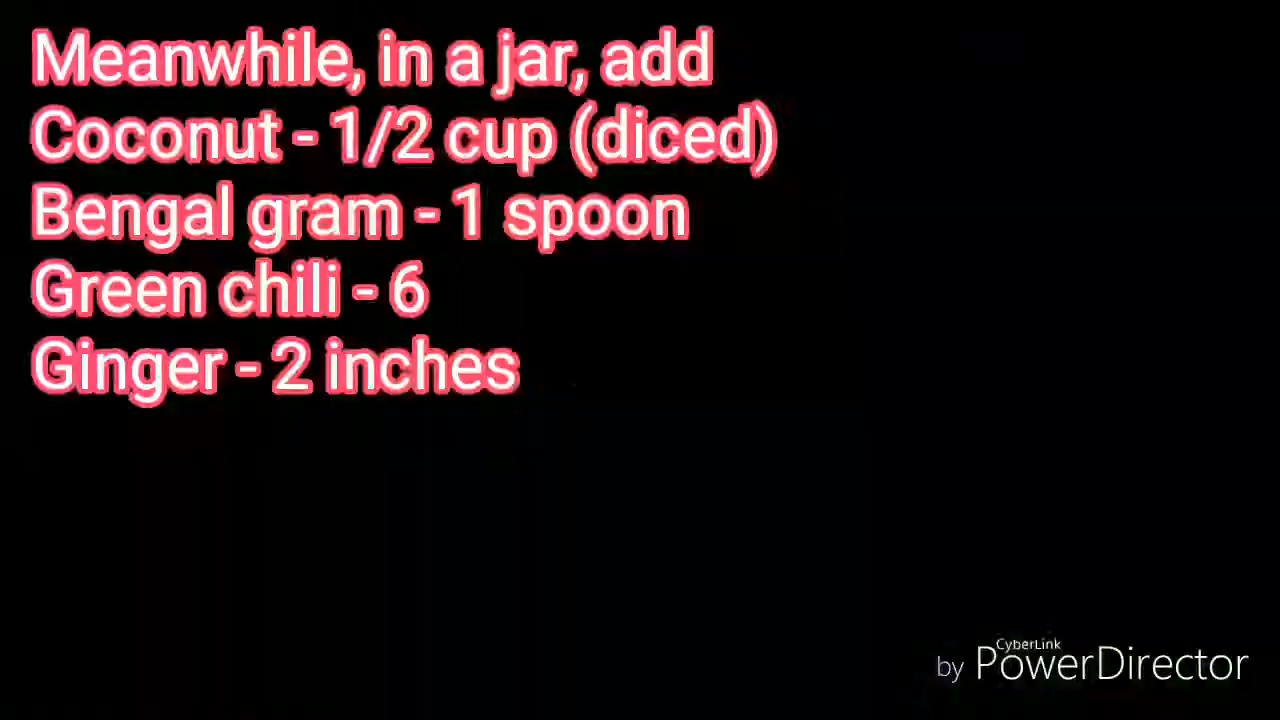 Meanwhile, in a jar, add
Coconut - 1/2 cup (diced)
Bengal gram - 1 spoon
Green chili - 6
Ginger - 2 inches
CyberLink
by PowerDirector